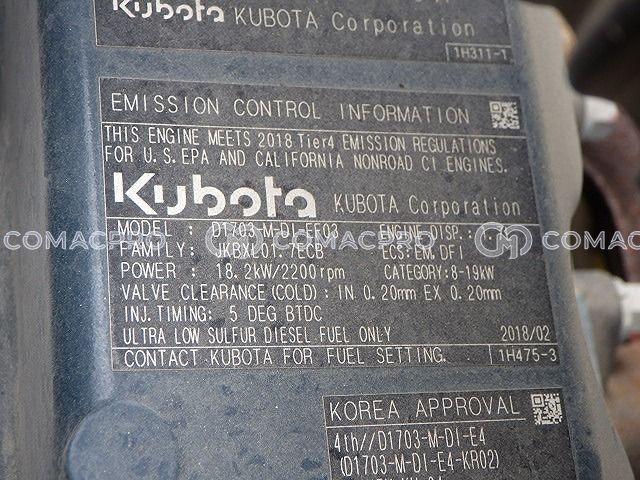 Kubota KUBOTA Corporation
1H311-1
EMISSION CONTROL INFORMATION
THIS ENGINE MEETS 2018 Tier4 EMISSION REGULATIONS
FOR U.S.EPA AND CALIFORNIA NONROAD CI ENGINES.
Kubota KUBOTA Corporation
MODEL : D1703-M-DI-EF03 ENGINE DISP.:
COMACPRO COMACPRO COMAC
FAMILY: JKBXL01.7ECB ECS:EM,DFI
POWER : 18.2kW/2200rpm CATEGORY:8-19kW
VALVE CLEARANCE(COLD): IN 0.20mm EX 0.20mm
INJ.TIMING: 5 DEG BTDC
ULTRA LOW SULFUR DIESEL FUEL ONLY 2018/02
CONTACT KUBOTA FOR FUEL SETTING. 1H475-3
KOREA APPROVAL
4th//D1703-M-DI-E4
(D1703-M-DI-E4-KR02)